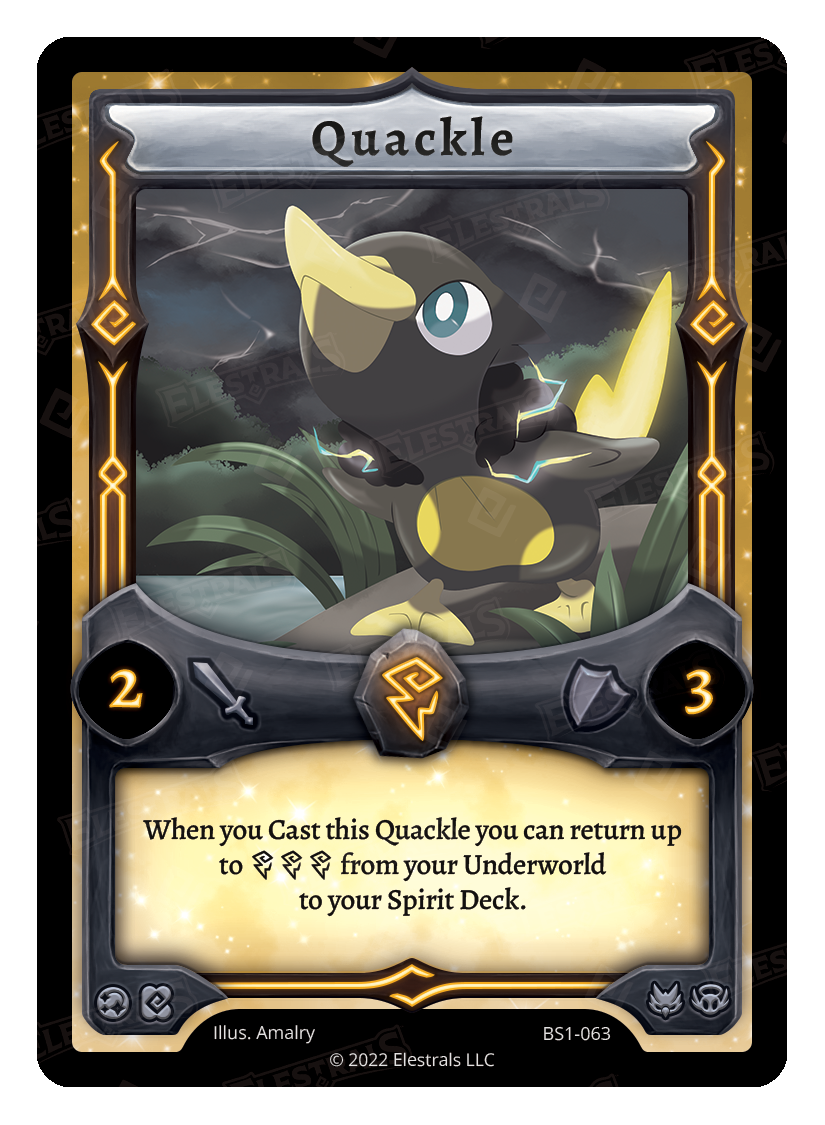 Quackle
2
3
When you Cast this Quackle you can return up
to from your Underworld
to your Spirit Deck.
Illus. Amalry
BS1-063
© 2022 Elestrals LLC
ELESTRALS